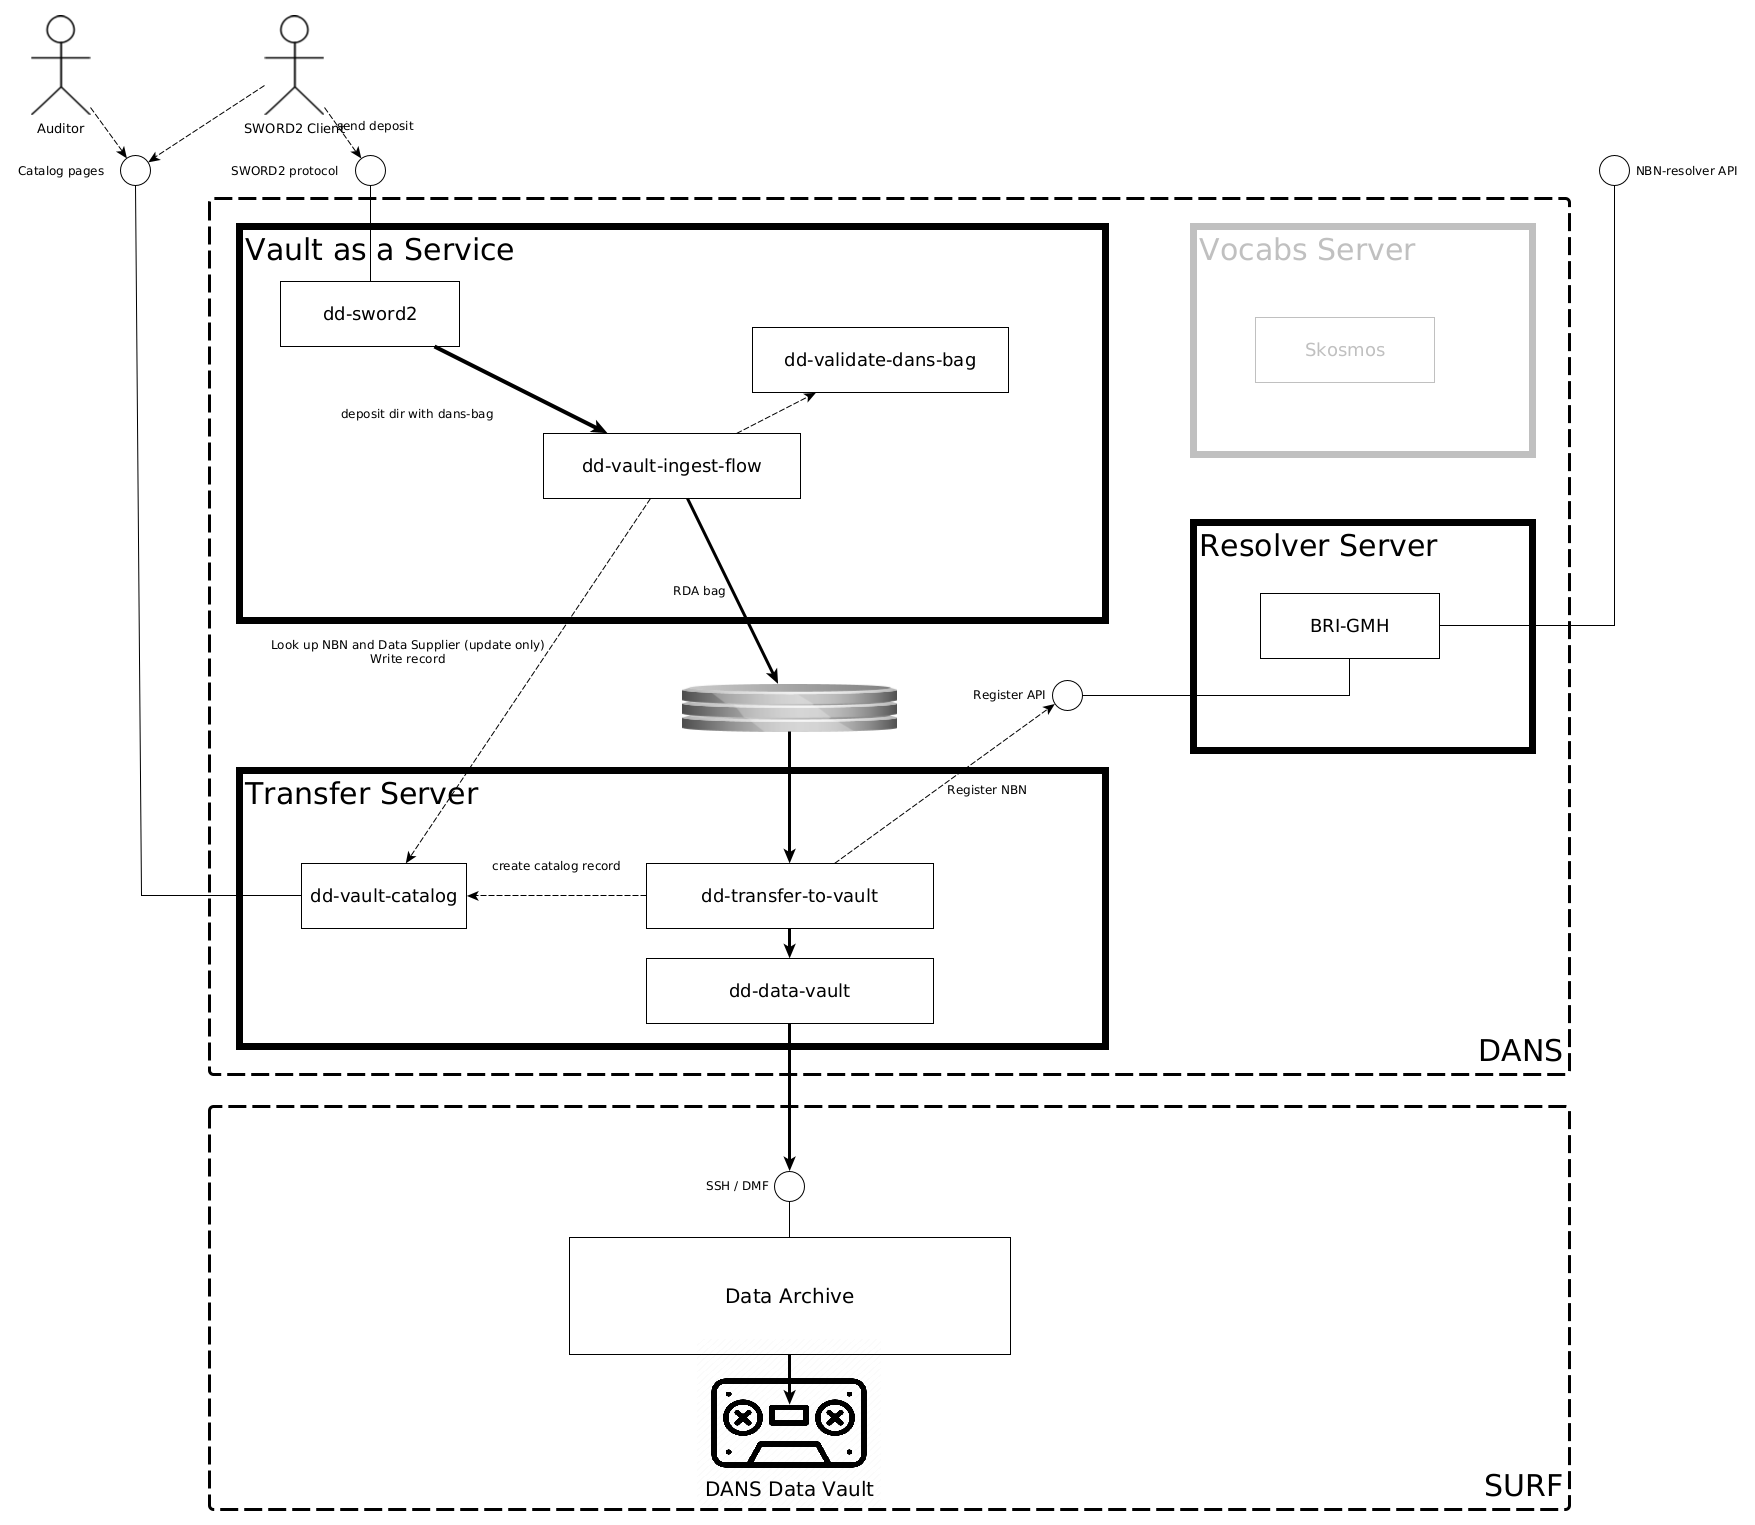 Auditor
SWORD2 Client
send deposit
Catalog pages
SWORD2 protocol
NBN-resolver API
Vault as a Service
Vocabs Server
dd-sword2
dd-validate-dans-bag
Skosmos
deposit dir with dans-bag
dd-vault-ingest-flow
Resolver Server
RDA bag
BRI-GMH
Look up NBN and Data Supplier (update only)
Write record
Register API
Transfer Server
Register NBN
create catalog record
dd-vault-catalog
dd-transfer-to-vault
dd-data-vault
DANS
SSH / DMF
Data Archive
DANS Data Vault
SURF